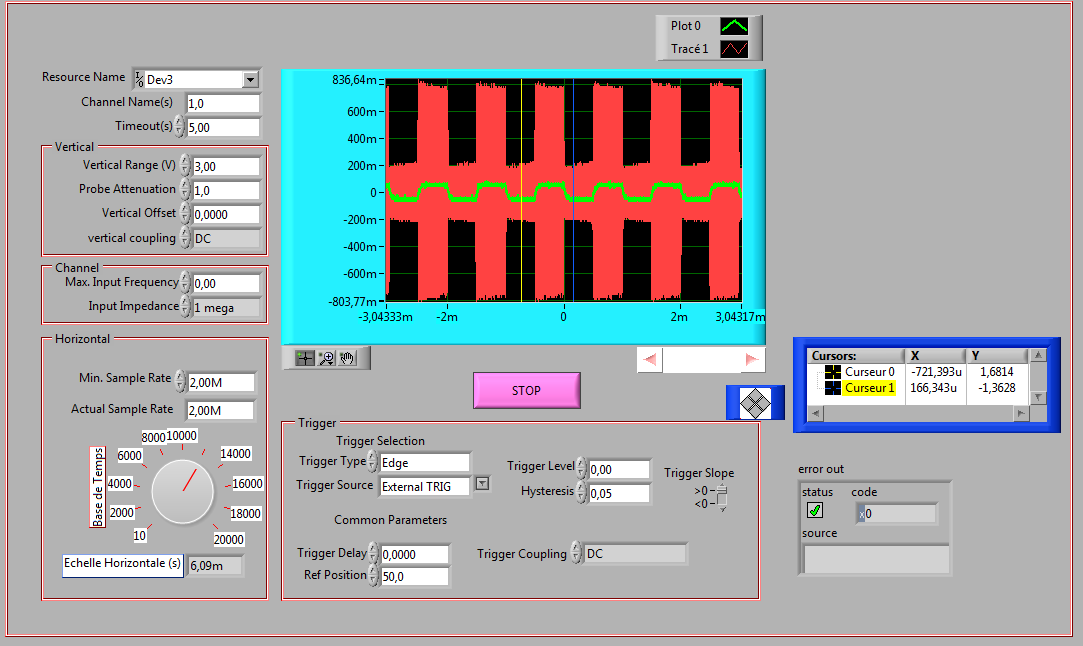 Plot 0
Tracé 1
Resource Name
I/O
Dev3
Channel Name(s)
1,0
Timeout(s)
5,00
Vertical
Vertical Range (V)
3,00
Probe Attenuation
1,0
Vertical Offset
0,0000
vertical coupling
DC
Channel
Max. Input Frequency
0,00
Input Impedance
1 mega
Horizontal
Min. Sample Rate
2,00M
Actual Sample Rate
2,00M
Base de Temps
10
2000
4000
6000
8000
10000
14000
16000
18000
20000
Echelle Horizontale (s)
6,09m
836,64m
600m
400m
200m
0
-200m
-400m
-600m
-803,77m
-3,04333m
-2m
0
2m
3,04317m
STOP
Trigger
Trigger Selection
Trigger Type
Edge
Trigger Source
External TRIG
Trigger Level
0,00
Hysteresis
0,05
Trigger Slope
>0
<0
Common Parameters
Trigger Delay
0,0000
Ref Position
50,0
Trigger Coupling
DC
Cursors: X Y
Curseur 0 -721,393u 1,6814
Curseur 1 166,343u -1,3628
error out
status code
x0
source